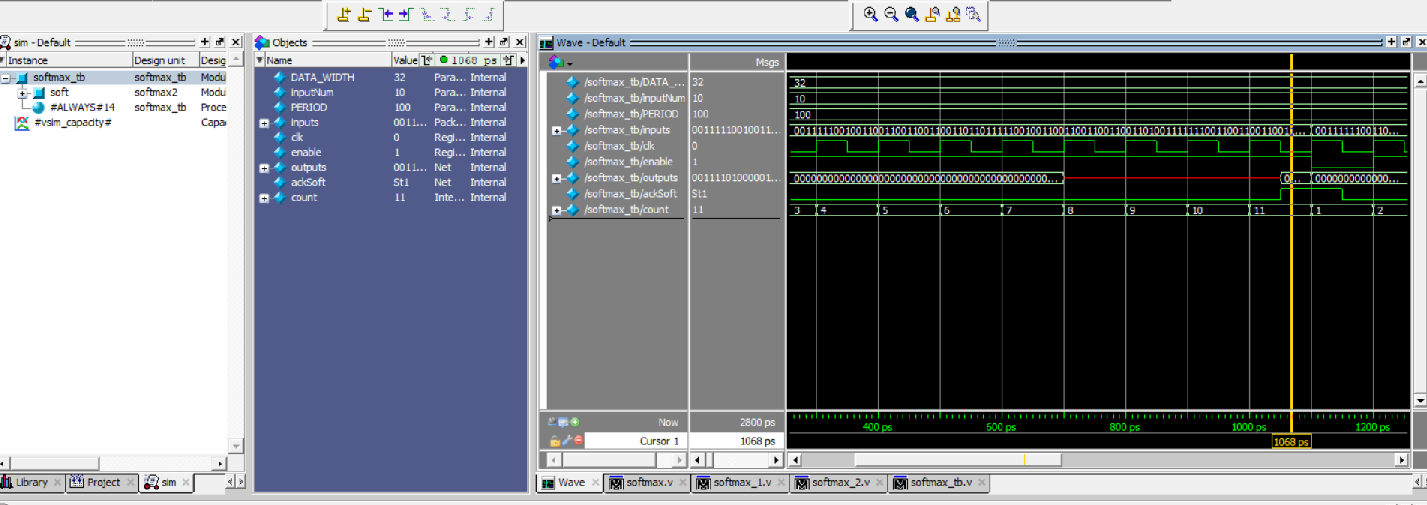 sim - Default
Instance Design unit Desig
softmax_tb softmax_tb Modu
soft softmax2 Modu
#ALWAYS#14 softmax_tb Proce
#vsim_capacity# Capac
Library Project sim
Objects
Name Value 1068 ps
DATA_WIDTH 32 Para... Internal
inputNum 10 Para... Internal
PERIOD 100 Para... Internal
inputs 0011... Pack... Internal
clk 0 Regi... Internal
enable 1 Regi... Internal
outputs 0011... Net Internal
ackSoft St1 Net Internal
count 11 Inte... Internal
Wave - Default
Msgs
/softmax_tb/DATA_... 32 32
/softmax_tb/inputNum 10 10
/softmax_tb/PERIOD 100 100
/softmax_tb/inputs 00111110010011...
/softmax_tb/clk 0
/softmax_tb/enable 1
/softmax_tb/outputs 00111101000001... 0...
/softmax_tb/ackSoft St1
/softmax_tb/count 11 3 4 5 6 7 8 9 10 11 1 2
Now 2800 ps 400 ps 600 ps 800 ps 1000 ps 1200 ps
Cursor 1 1068 ps 1068 ps
Wave softmax.v softmax_1.v softmax_2.v softmax_tb.v